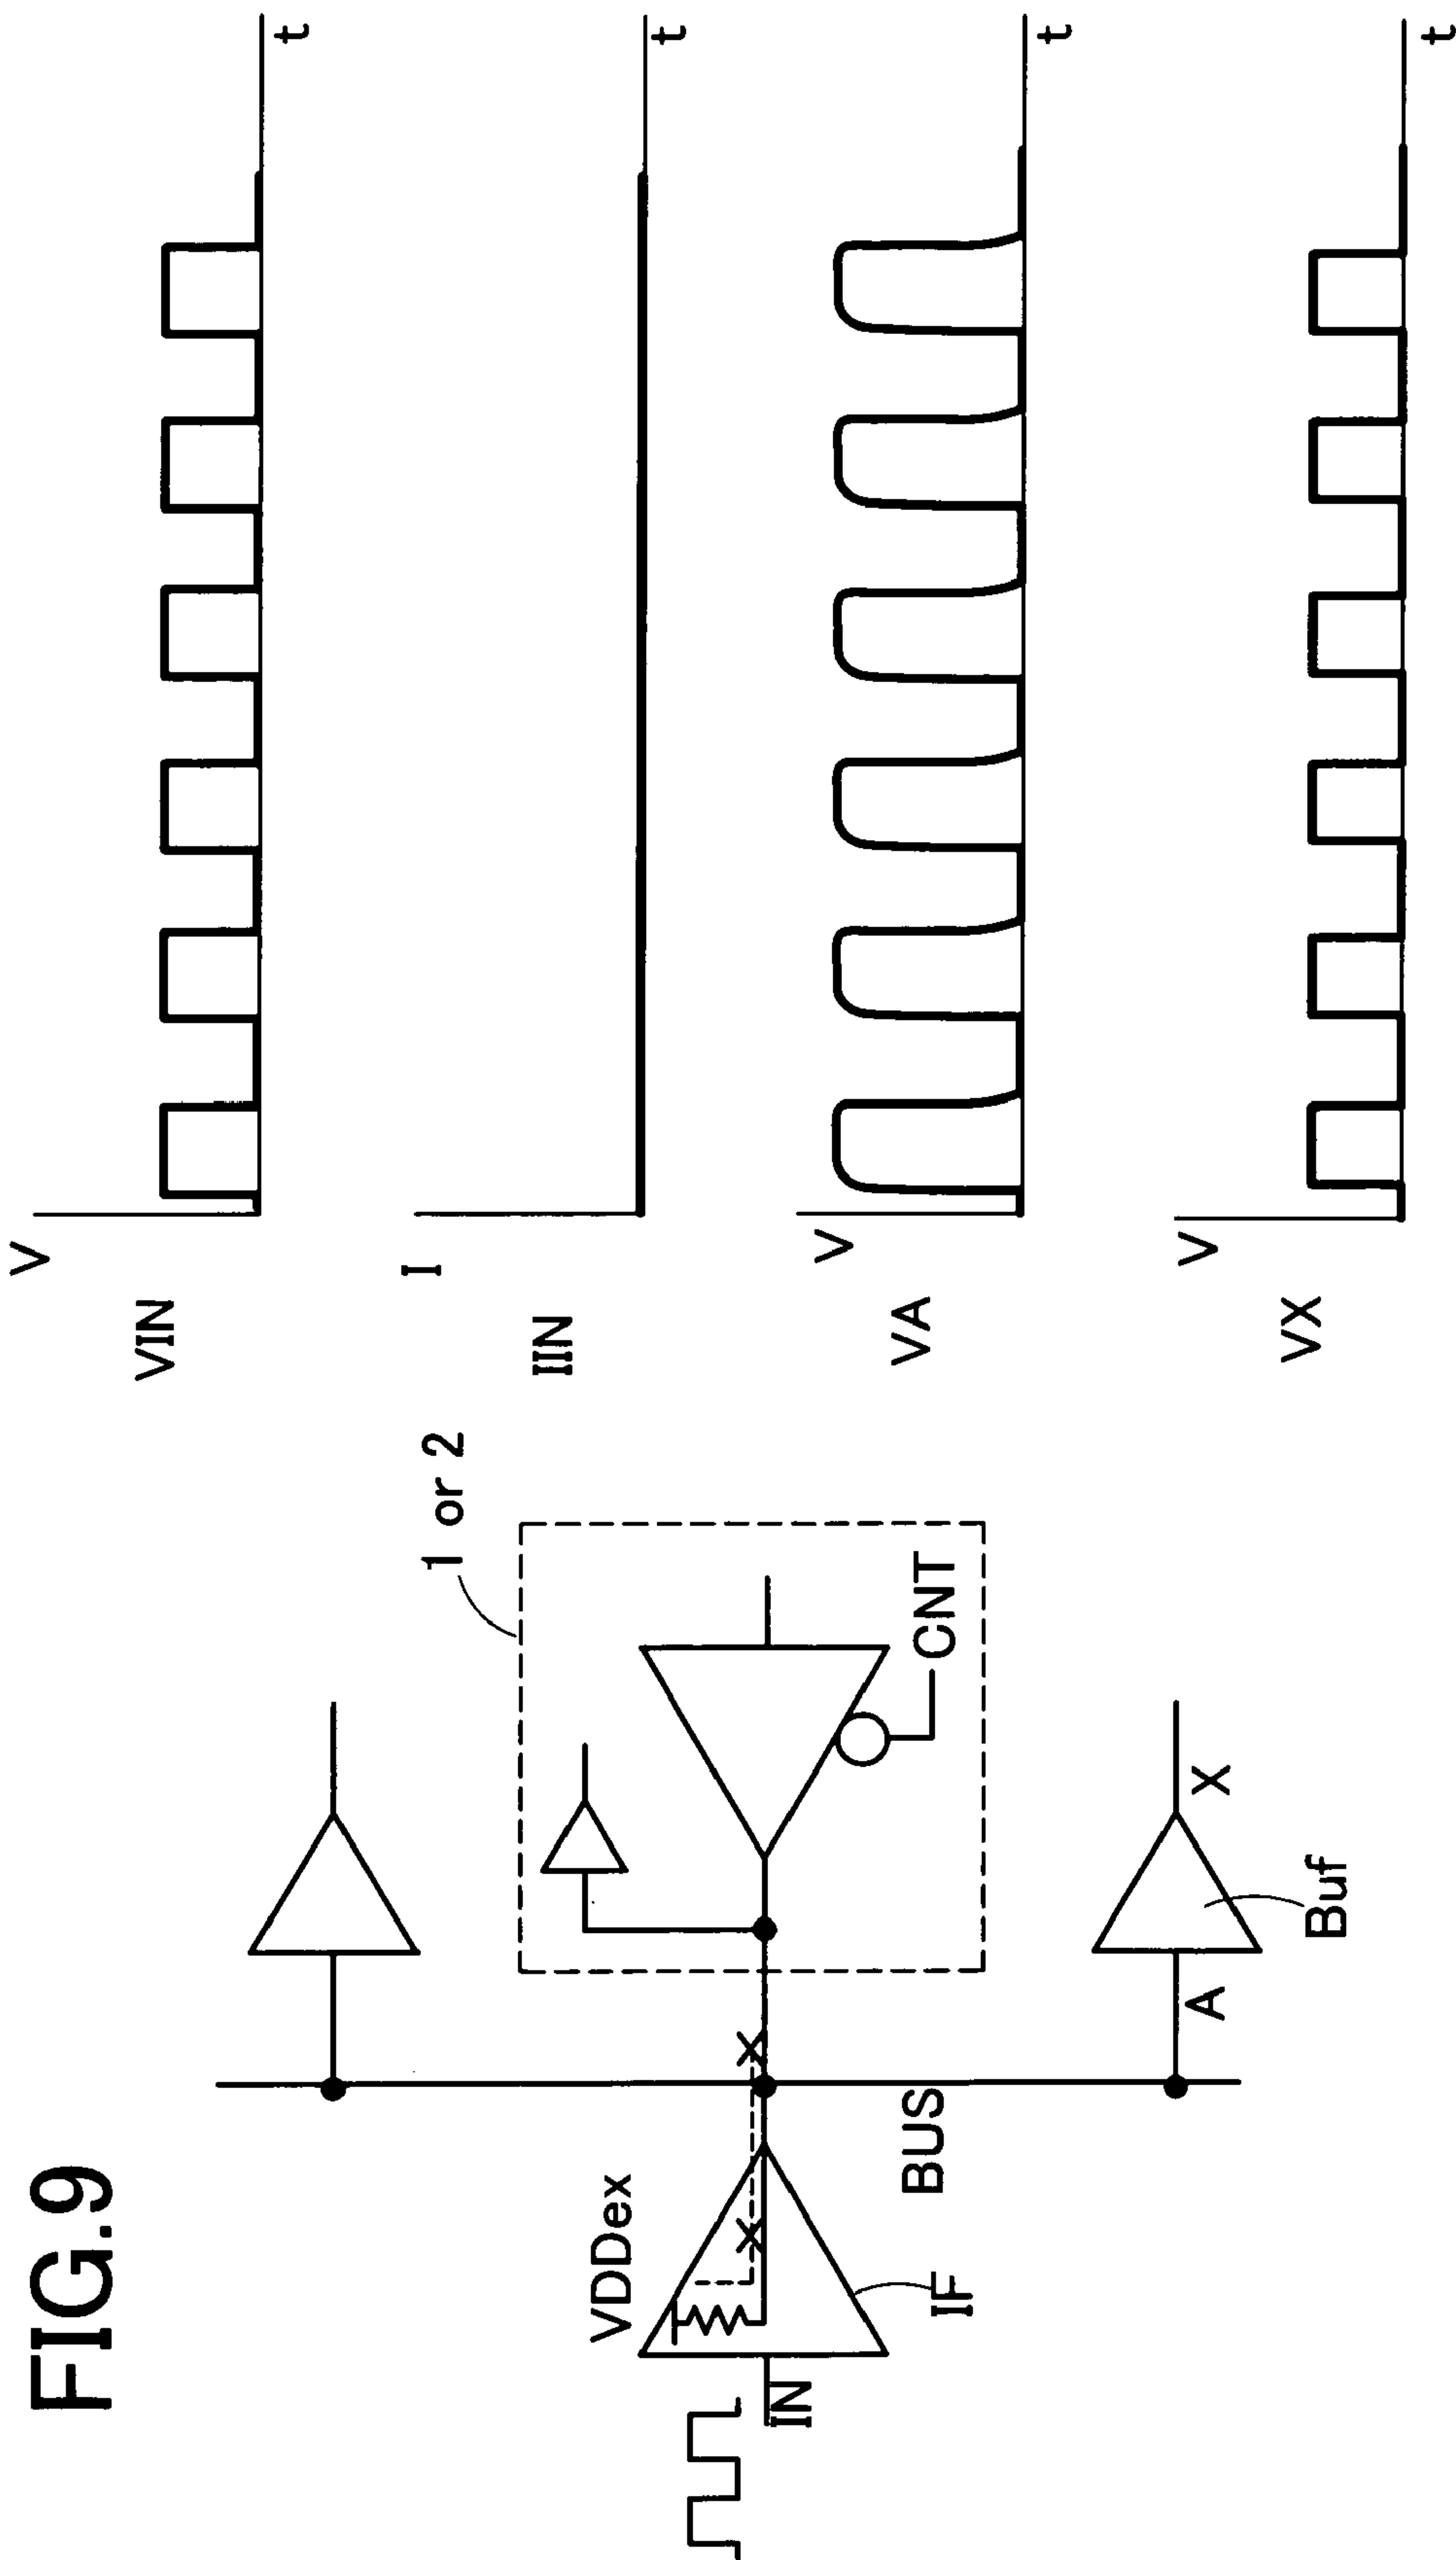 FIG.9
IN
VDDex
IF
BUS
1 or 2
CNT
A
X
Buf
V
VIN
t
I
IIN
t
V
VA
t
V
VX
t